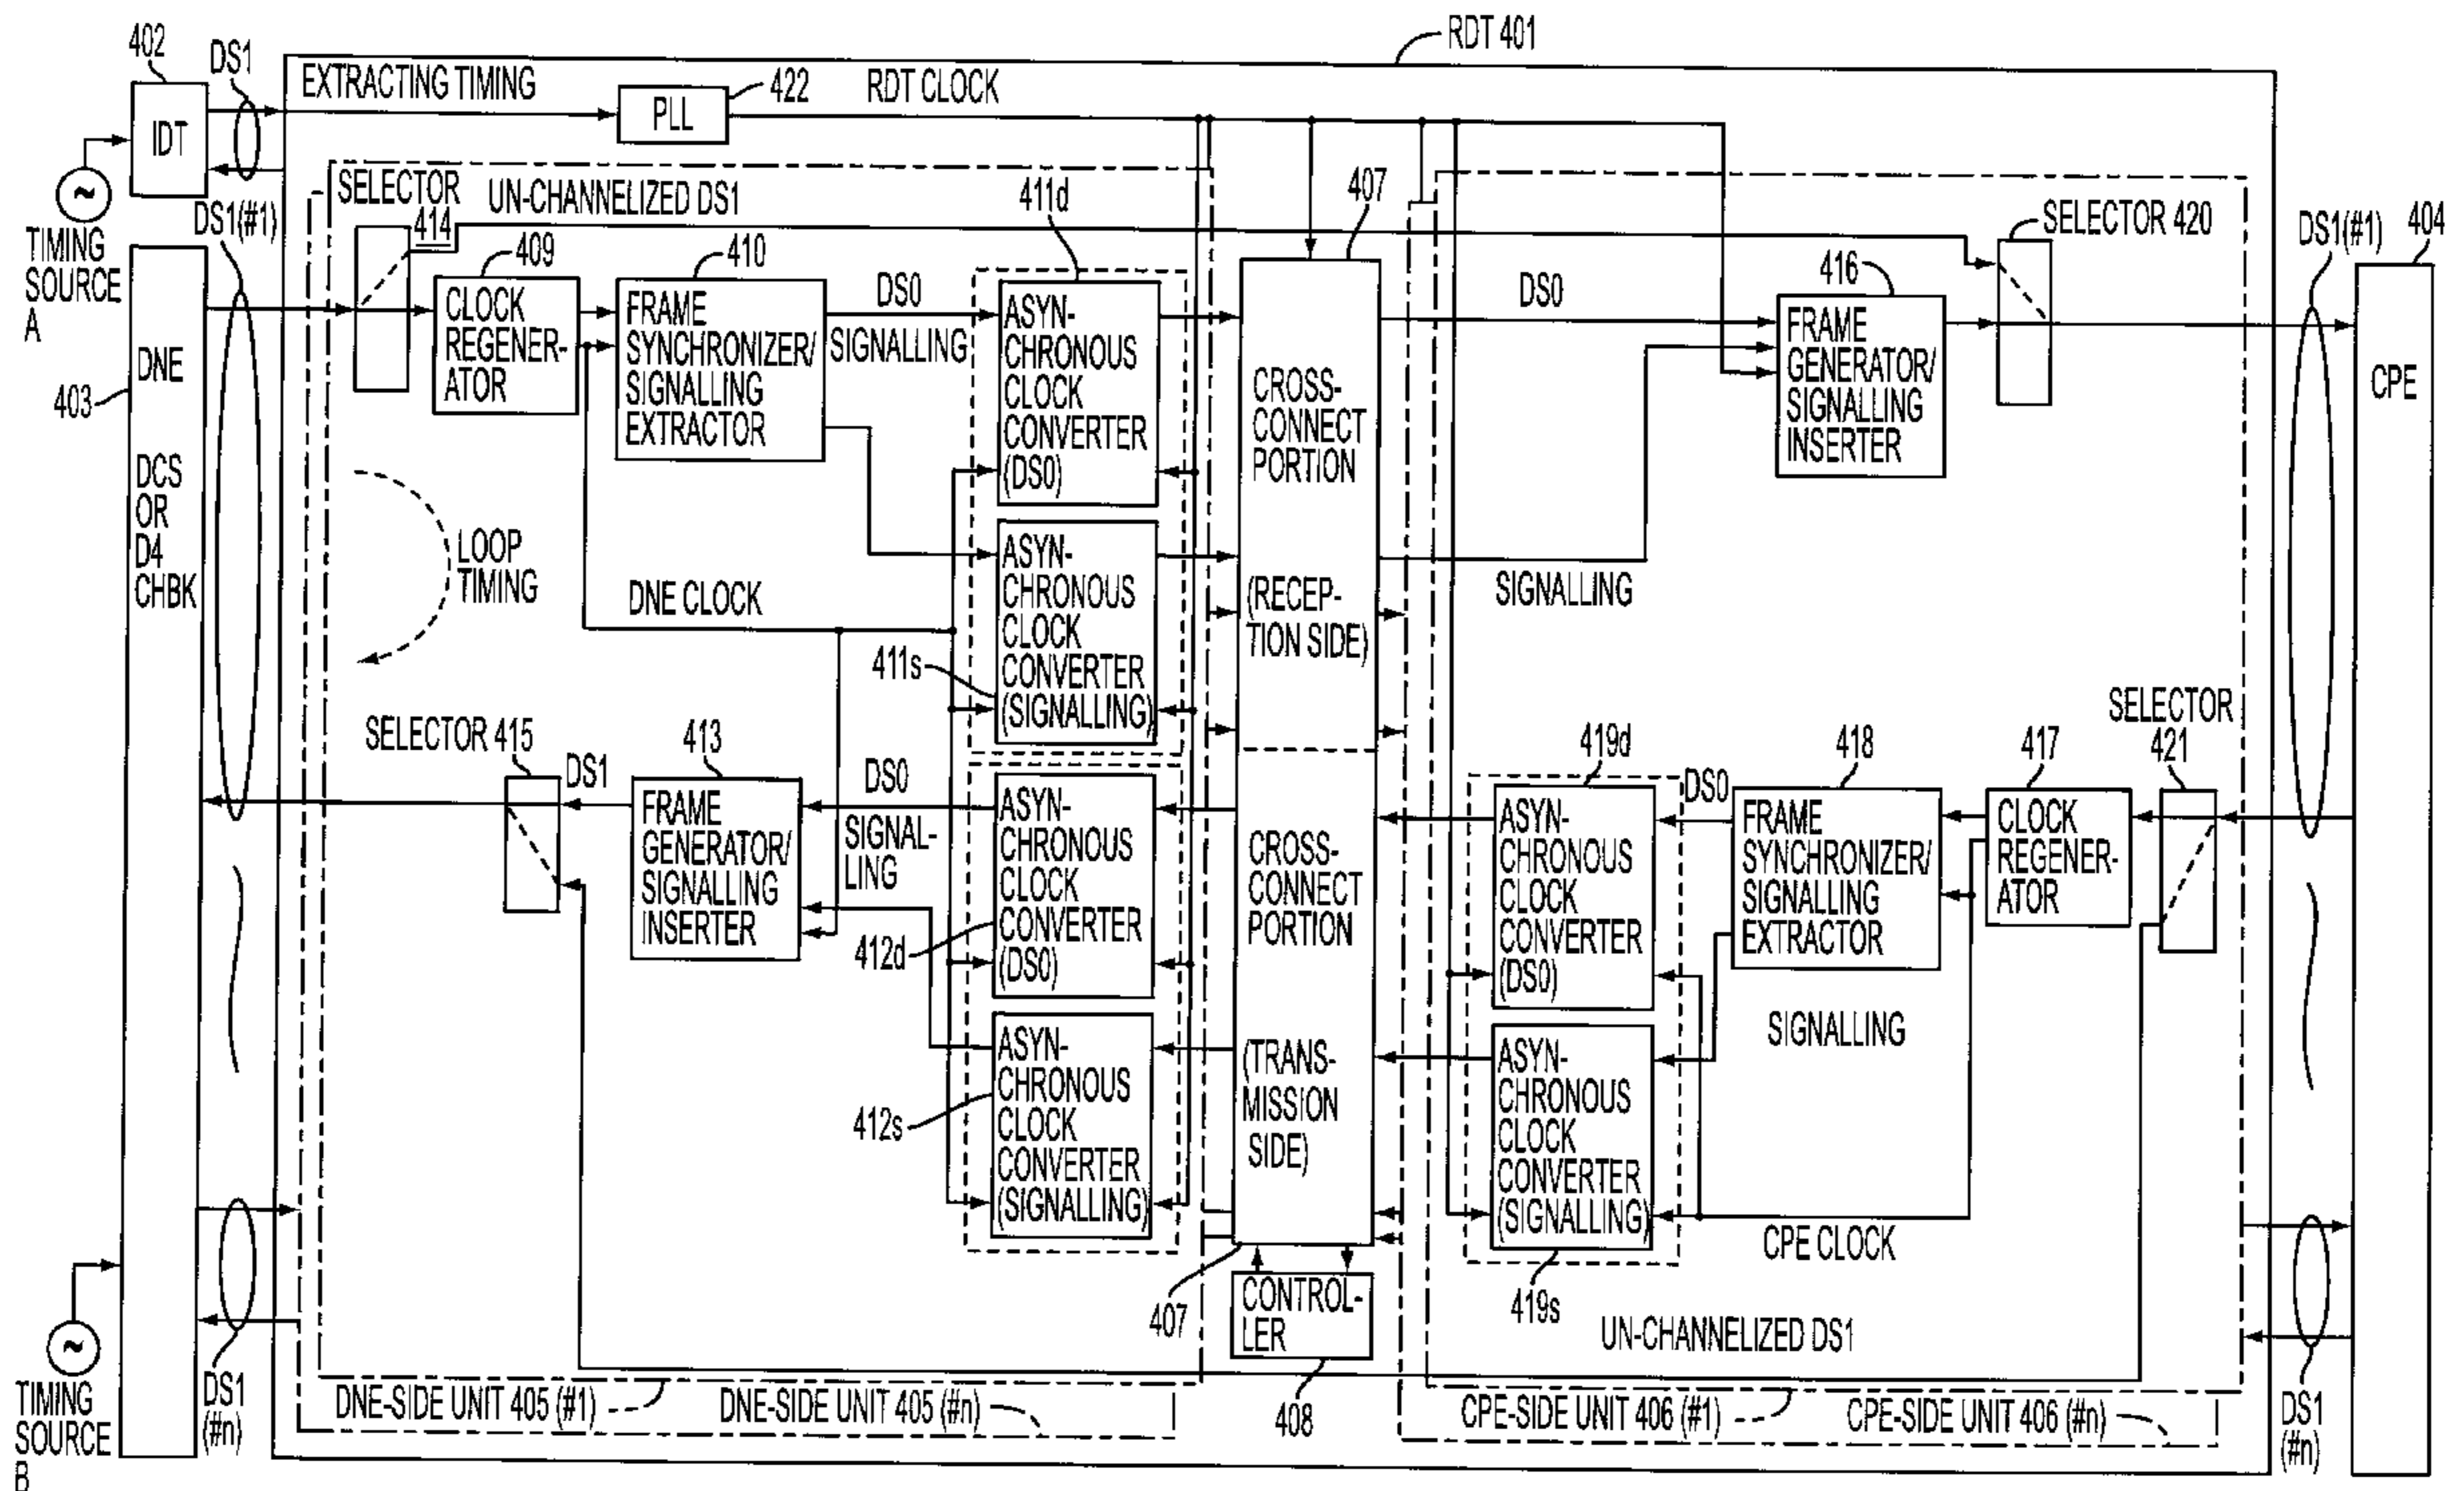 RDT 401
402
DS1
EXTRACTING TIMING
PLL
422
RDT CLOCK
IDT
TIMING
SOURCE
A
DS1(#1)
SELECTOR
414
UN-CHANNELIZED DS1
411d
407
SELECTOR 420
DS1(#1)
404
409
410
416
CLOCK
REGENER-
ATOR
FRAME
SYNCHRONIZER/
SIGNALLING
EXTRACTOR
DS0
SIGNALLING
ASYN-
CHRONOUS
CLOCK
CONVERTER
(DS0)
CROSS-
CONNECT
PORTION
(RECEP-
TION SIDE)
DS0
SIGNALLING
FRAME
GENERATOR/
SIGNALLING
INSERTER
CPE
DNE
403
DCS
OR
D4
CHBK
LOOP
TIMING
DNE CLOCK
ASYN-
CHRONOUS
CLOCK
CONVERTER
(SIGNALLING)
411s
SELECTOR 415
DS1
413
FRAME
GENERATOR/
SIGNALLING
INSERTER
DS0
SIGNAL-
LING
ASYN-
CHRONOUS
CLOCK
CONVERTER
(DS0)
412d
ASYN-
CHRONOUS
CLOCK
CONVERTER
(SIGNALLING)
412s
CROSS-
CONNECT
PORTION
(TRANS-
MISSION
SIDE)
419d
ASYN-
CHRONOUS
CLOCK
CONVERTER
(DS0)
DS0
418
FRAME
SYNCHRONIZER/
SIGNALLING
EXTRACTOR
SIGNALLING
417
CLOCK
REGENER-
ATOR
SELECTOR
421
ASYN-
CHRONOUS
CLOCK
CONVERTER
(SIGNALLING)
419s
CPE CLOCK
UN-CHANNELIZED DS1
407
CONTROL-
LER
408
TIMING
SOURCE
B
DS1
(#n)
DNE-SIDE UNIT 405 (#1)
DNE-SIDE UNIT 405 (#n)
CPE-SIDE UNIT 406 (#1)
CPE-SIDE UNIT 406 (#n)
DS1
(#n)